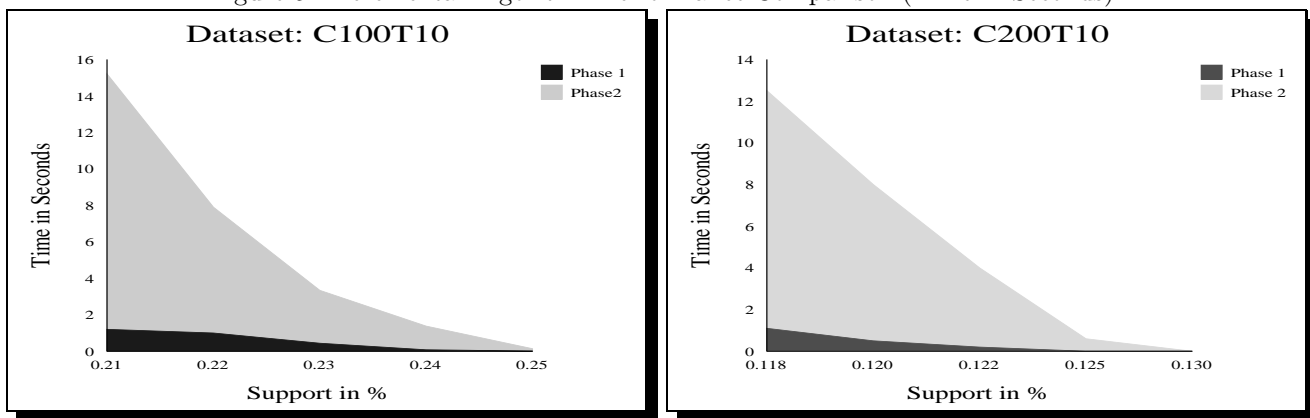 Dataset: C100T10
16
14
12
10
8
6
4
2
0
Time in Seconds
Phase 1
Phase2
0.21 0.22 0.23 0.24 0.25
Support in %
Dataset: C200T10
14
12
10
8
6
4
2
0
Time in Seconds
Phase 1
Phase 2
0.118 0.120 0.122 0.125 0.130
Support in %